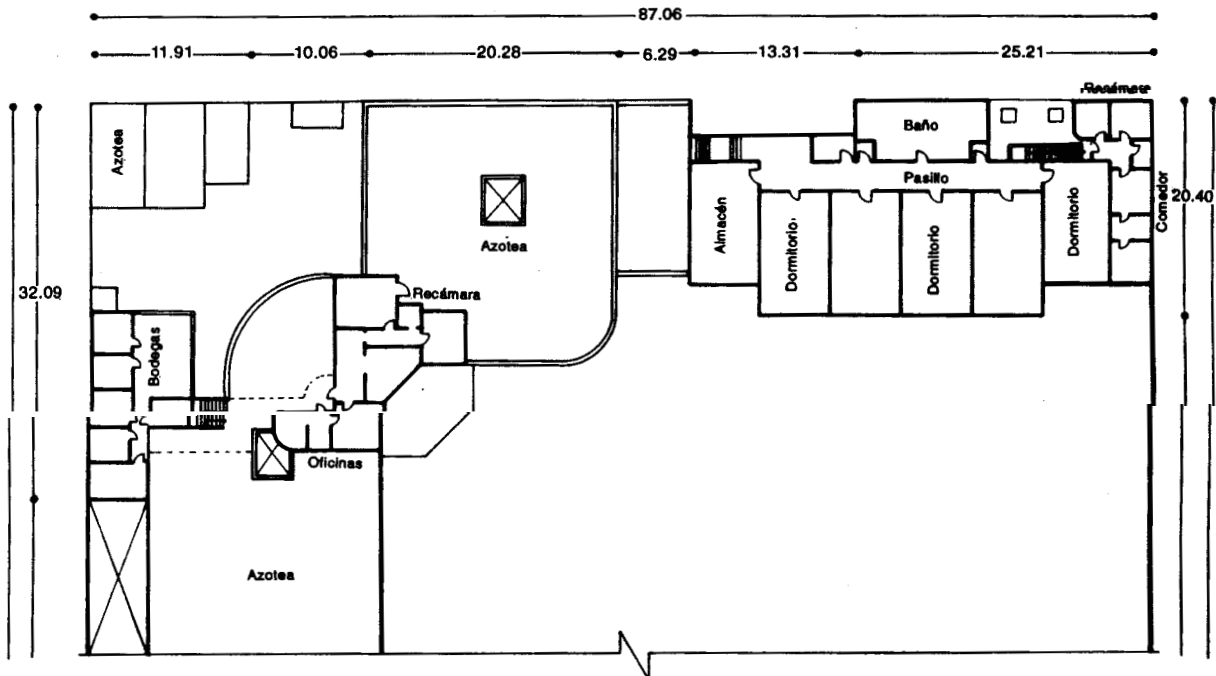 87.06
11.91 10.06 20.28 6.29 13.31 25.21
Recámara
Azotea
Baño
Pasillo
Comedor
20.40
Almacén
Dormitorio
Dormitorio
Dormitorio
Azotea
32.09
Recámara
Bodegas
Oficinas
Azotea